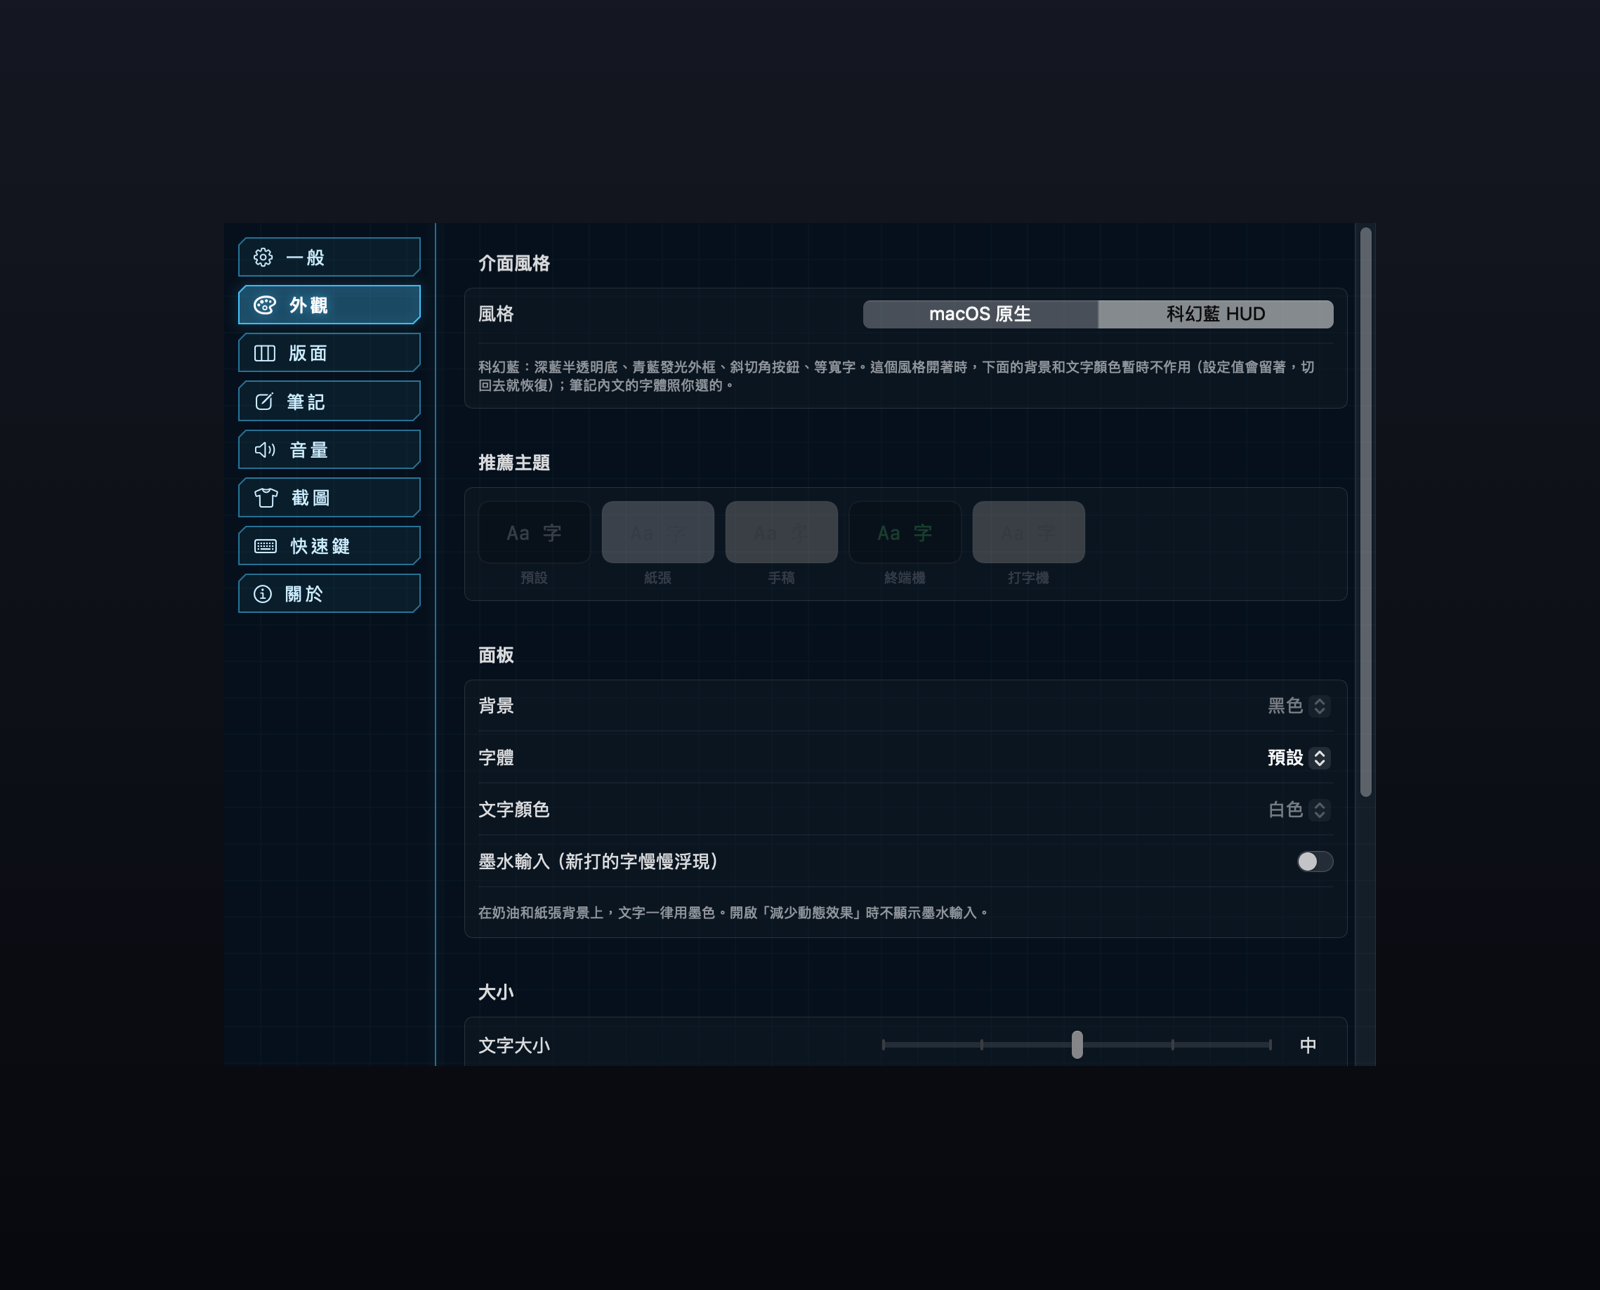 一般
外觀
版面
筆記
音量
截圖
快速鍵
關於
介面風格
風格
macOS 原生
科幻藍 HUD
科幻藍：深藍半透明底、青藍發光外框、斜切角按鈕、等寬字。這個風格開著時，下面的背景和文字顏色暫時不作用（設定值會留著，切
回去就恢復）；筆記內文的字體照你選的。
推薦主題
Aa 字
Aa 字
Aa 字
Aa 字
Aa 字
預設
紙張
手稿
終端機
打字機
面板
背景
黑色
字體
預設
文字顏色
白色
墨水輸入（新打的字慢慢浮現）
在奶油和紙張背景上，文字一律用墨色。開啟「減少動態效果」時不顯示墨水輸入。
大小
文字大小
中